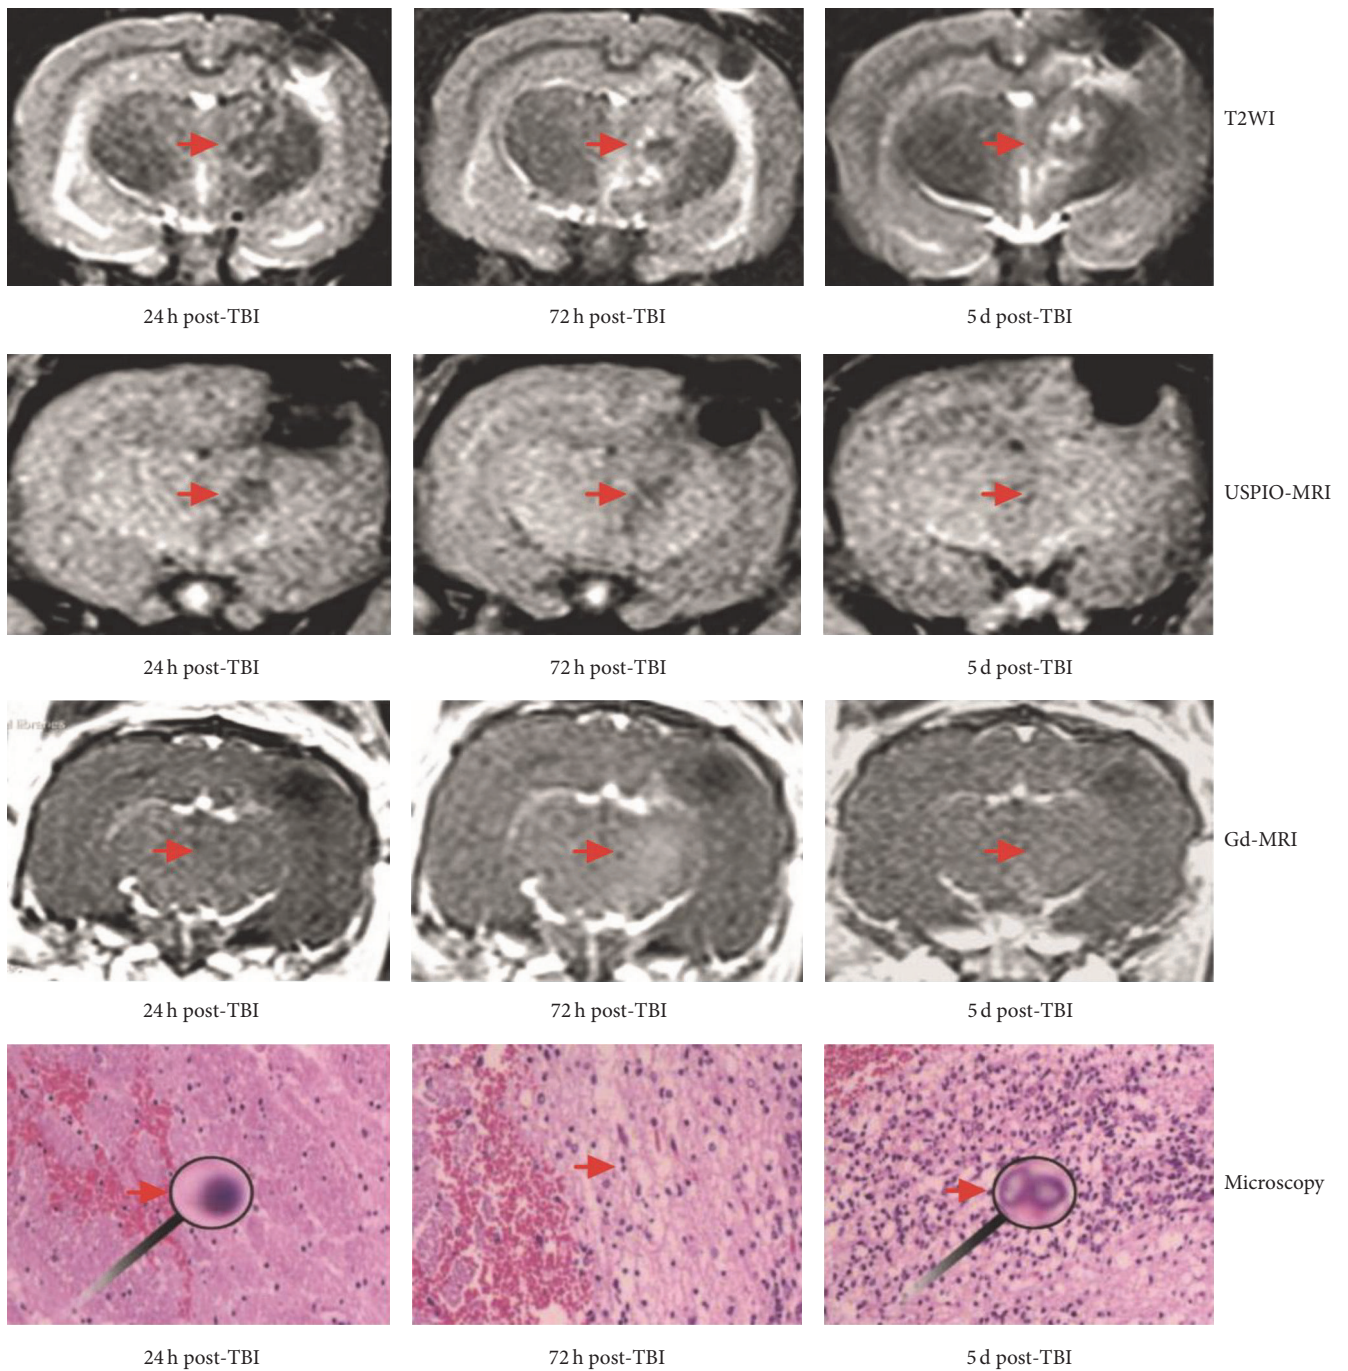 T2WI
24 h post-TBI
72 h post-TBI
5 d post-TBI
USPIO-MRI
24 h post-TBI
72 h post-TBI
5 d post-TBI
l libraries
Gd-MRI
24 h post-TBI
72 h post-TBI
5 d post-TBI
Microscopy
24 h post-TBI
72 h post-TBI
5 d post-TBI